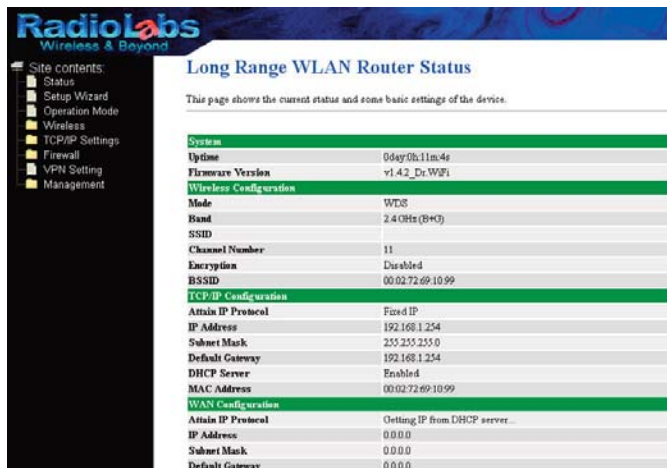 RadioLabs
Wireless & Beyond
Site contents:
Status
Setup Wizard
Operation Mode
Wireless
TCP/IP Settings
Firewall
VPN Setting
Management
Long Range WLAN Router Status
This page shows the current status and some basic settings of the device.
System
Uptime 0day:0h:11m:4s
Firmware Version v1.4.2_Dr.WiFi
Wireless Configuration
Mode WDS
Band 2.4 GHz (B+G)
SSID
Channel Number 11
Encryption Disabled
BSSID 00:02:72:69:10:99
TCP/IP Configuration
Attain IP Protocol Fixed IP
IP Address 192.168.1.254
Subnet Mask 255.255.255.0
Default Gateway 192.168.1.254
DHCP Server Enabled
MAC Address 00:02:72:69:10:99
WAN Configuration
Attain IP Protocol Getting IP from DHCP server...
IP Address 0.0.0.0
Subnet Mask 0.0.0.0
Default Gateway 0.0.0.0